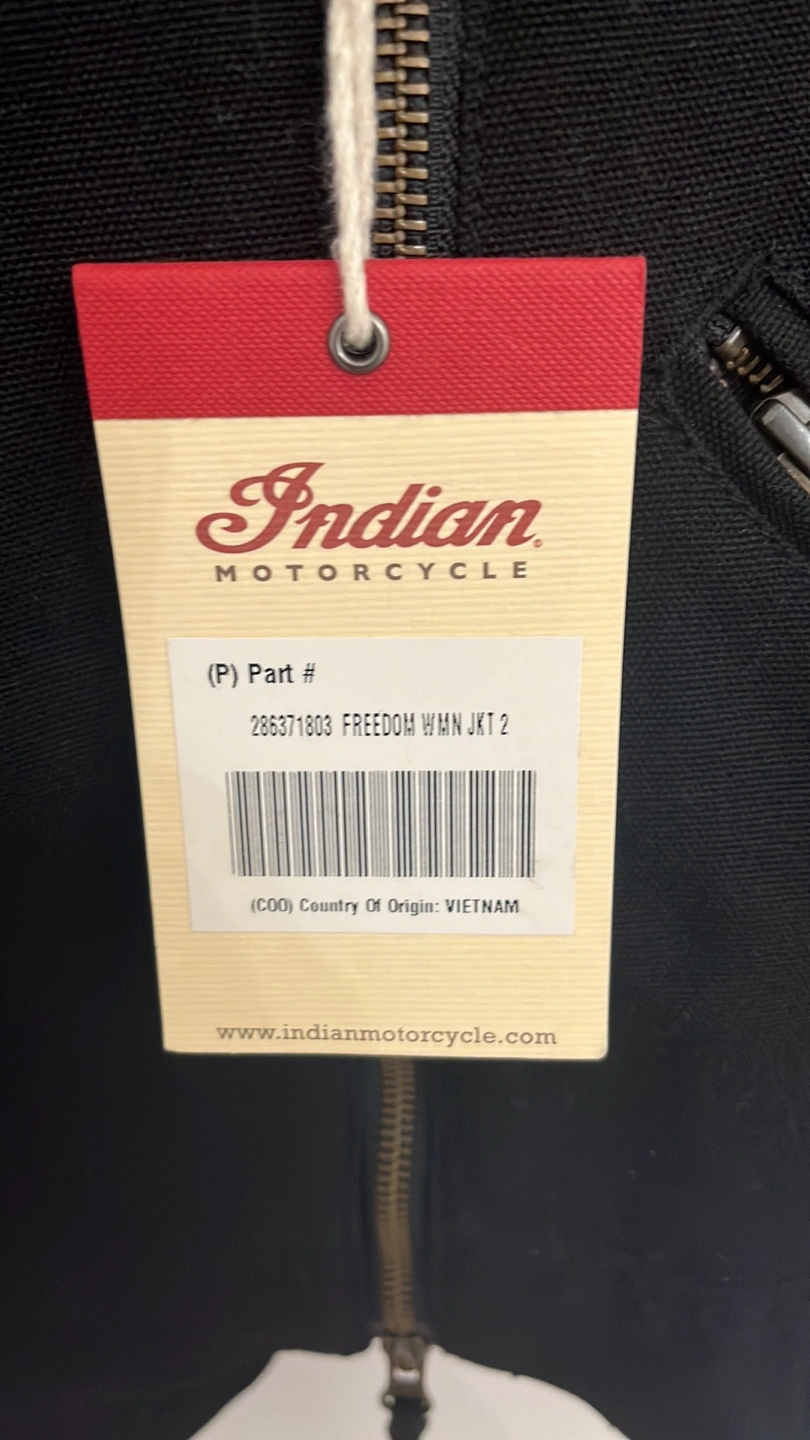 Indian
MOTORCYCLE
(P) Part #
286371803 FREEDOM WMN JKT 2
(COO) Country Of Origin: VIETNAM
www.indianmotorcycle.com